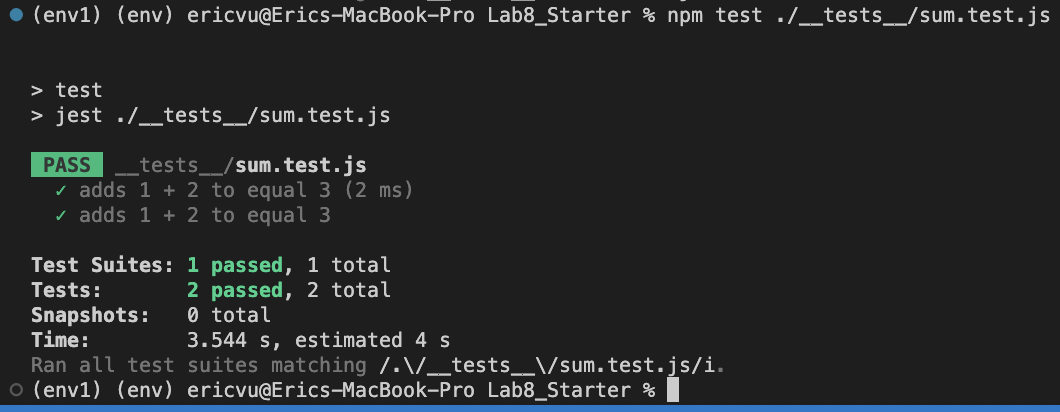 (env1) (env) ericvu@Erics-MacBook-Pro Lab8_Starter % npm test ./__tests__/sum.test.js
> test
> jest ./__tests__/sum.test.js
PASS __tests__/sum.test.js
✓ adds 1 + 2 to equal 3 (2 ms)
✓ adds 1 + 2 to equal 3
Test Suites: 1 passed, 1 total
Tests: 2 passed, 2 total
Snapshots: 0 total
Time: 3.544 s, estimated 4 s
Ran all test suites matching /.\/__tests__\/sum.test.js/i.
(env1) (env) ericvu@Erics-MacBook-Pro Lab8_Starter %